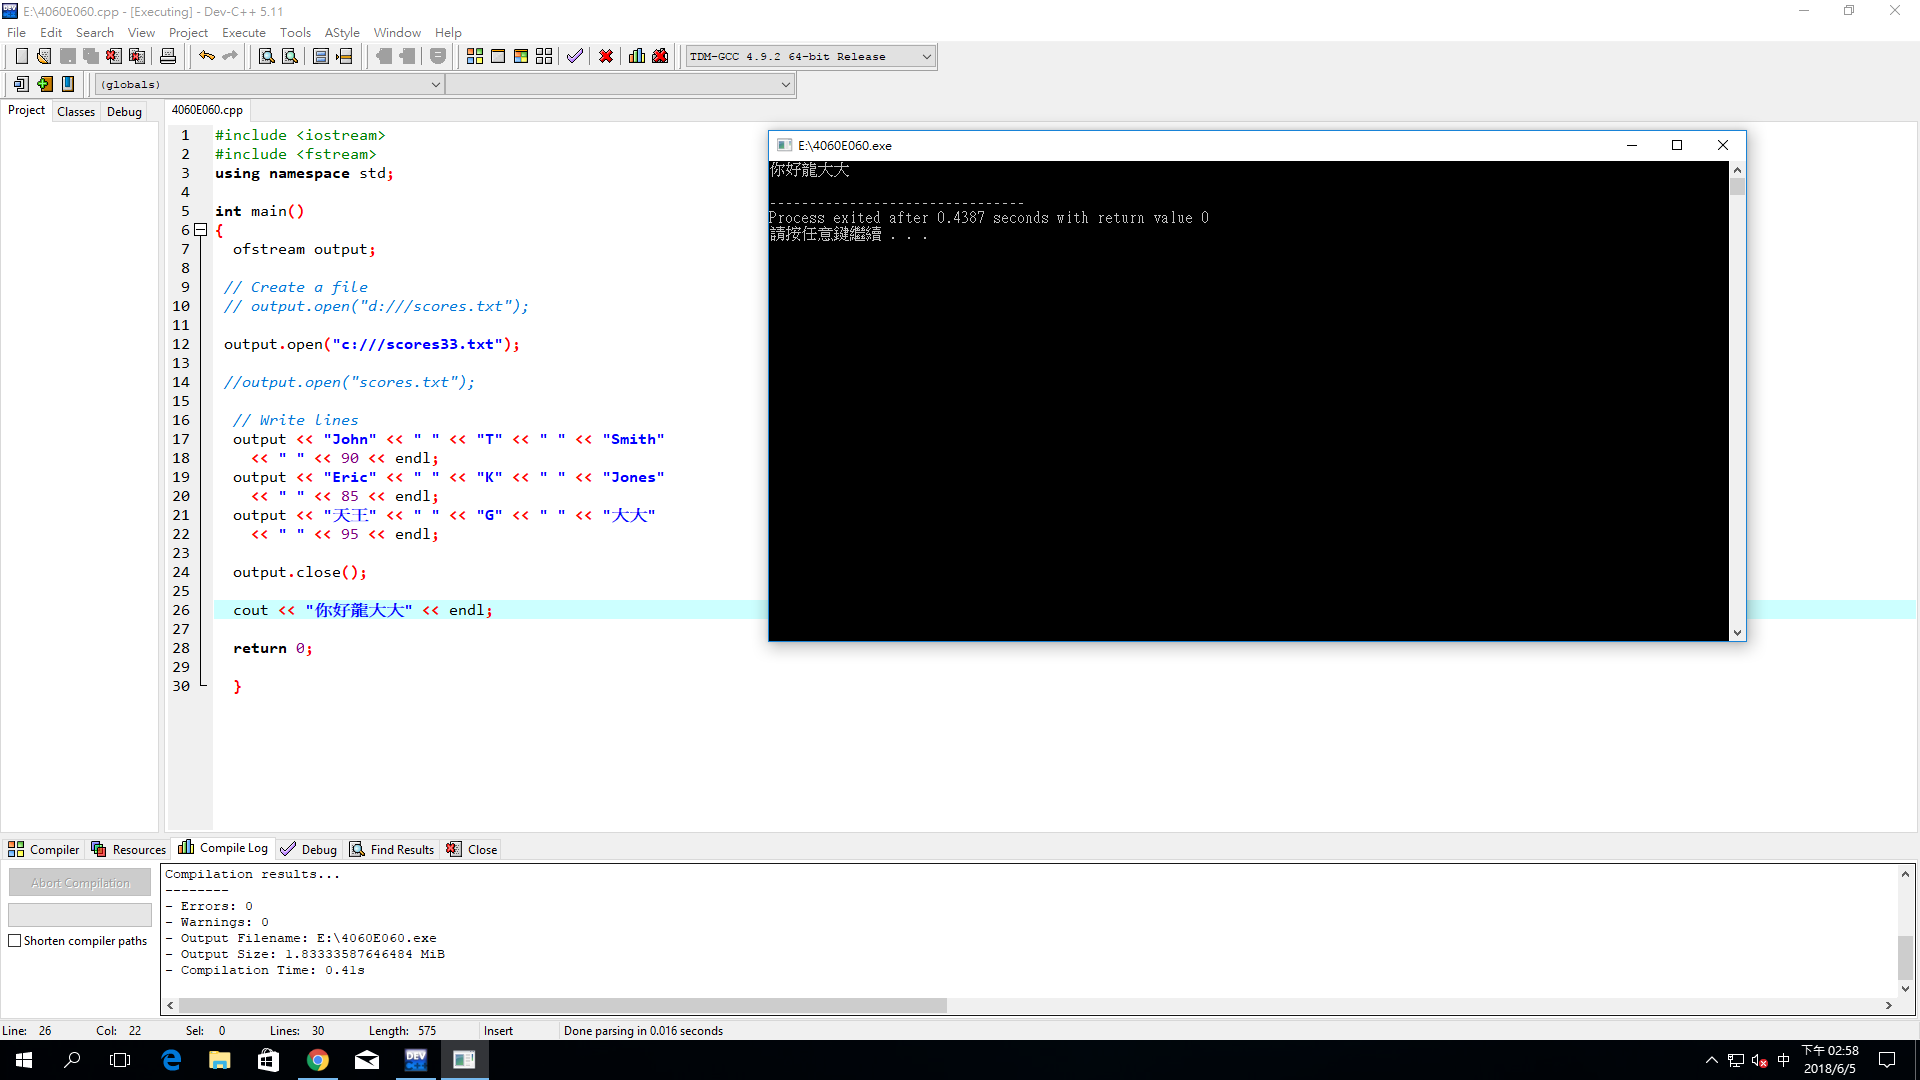 E:\4060E060.cpp - [Executing] - Dev-C++ 5.11
File Edit Search View Project Execute Tools AStyle Window Help
TDM-GCC 4.9.2 64-bit Release
(globals)
Project Classes Debug
4060E060.cpp
1 #include <iostream>
2 #include <fstream>
3 using namespace std;
4
5 int main()
6 {
7 ofstream output;
8
9 // Create a file
10 // output.open("d:///scores.txt");
11
12 output.open("c:///scores33.txt");
13
14 //output.open("scores.txt");
15
16 // Write lines
17 output << "John" << " " << "T" << " " << "Smith"
18 << " " << 90 << endl;
19 output << "Eric" << " " << "K" << " " << "Jones"
20 << " " << 85 << endl;
21 output << "天王" << " " << "G" << " " << "大大"
22 << " " << 95 << endl;
23
24 output.close();
25
26 cout << "你好龍大大" << endl;
27
28 return 0;
29
30 }
E:\4060E060.exe
你好龍大大
--------------------------------
Process exited after 0.4387 seconds with return value 0
請按任意鍵繼續 . . .
Compiler Resources Compile Log Debug Find Results Close
Abort Compilation
Shorten compiler paths
Compilation results...
--------
- Errors: 0
- Warnings: 0
- Output Filename: E:\4060E060.exe
- Output Size: 1.83333587646484 MiB
- Compilation Time: 0.41s
Line: 26 Col: 22 Sel: 0 Lines: 30 Length: 575 Insert Done parsing in 0.016 seconds
DEV
中
下午 02:58
2018/6/5